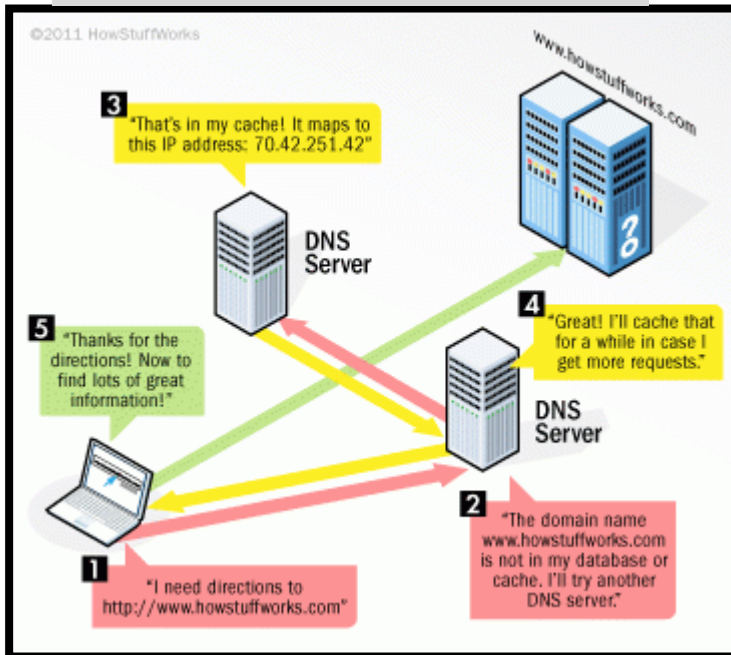 ©2011 HowStuffWorks
www.howstuffworks.com
3
"That's in my cache! It maps to
this IP address: 70.42.251.42"
DNS
Server
4
"Great! I'll cache that
for a while in case I
get more requests."
5
"Thanks for the
directions! Now to
find lots of great
information!"
DNS
Server
2
"The domain name
www.howstuffworks.com
is not in my database or
cache. I'll try another
DNS server."
1
"I need directions to
http://www.howstuffworks.com"
?